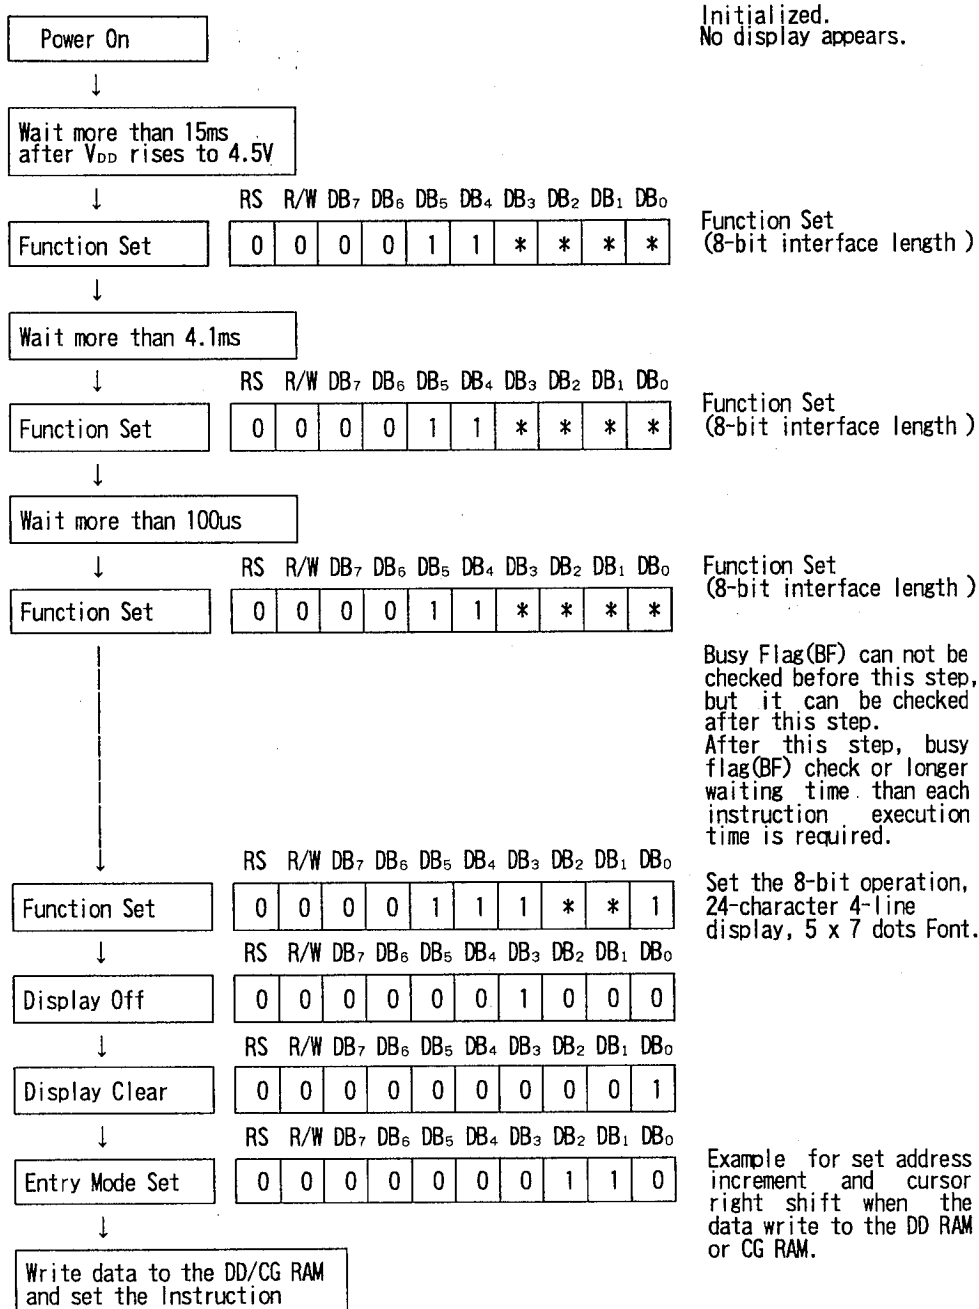 Power On
Initialized.
No display appears.
↓
Wait more than 15ms
after VDD rises to 4.5V
↓
RS R/W DB₇ DB₆ DB₅ DB₄ DB₃ DB₂ DB₁ DB₀
Function Set
0 0 0 0 1 1 * * * *
Function Set
(8-bit interface length )
↓
Wait more than 4.1ms
↓
RS R/W DB₇ DB₆ DB₅ DB₄ DB₃ DB₂ DB₁ DB₀
Function Set
0 0 0 0 1 1 * * * *
Function Set
(8-bit interface length )
↓
Wait more than 100us
↓
RS R/W DB₇ DB₆ DB₅ DB₄ DB₃ DB₂ DB₁ DB₀
Function Set
0 0 0 0 1 1 * * * *
Function Set
(8-bit interface length )
Busy Flag(BF) can not be
checked before this step,
but it can be checked
after this step.
After this step, busy
flag(BF) check or longer
waiting time than each
instruction execution
time is required.
↓
RS R/W DB₇ DB₆ DB₅ DB₄ DB₃ DB₂ DB₁ DB₀
Function Set
0 0 0 0 1 1 1 * * 1
Set the 8-bit operation,
24-character 4-line
display, 5 x 7 dots Font.
↓
RS R/W DB₇ DB₆ DB₅ DB₄ DB₃ DB₂ DB₁ DB₀
Display Off
0 0 0 0 0 0 1 0 0 0
↓
RS R/W DB₇ DB₆ DB₅ DB₄ DB₃ DB₂ DB₁ DB₀
Display Clear
0 0 0 0 0 0 0 0 0 1
↓
RS R/W DB₇ DB₆ DB₅ DB₄ DB₃ DB₂ DB₁ DB₀
Entry Mode Set
0 0 0 0 0 0 0 1 1 0
Example for set address
increment and cursor
right shift when the
data write to the DD RAM
or CG RAM.
↓
Write data to the DD/CG RAM
and set the Instruction